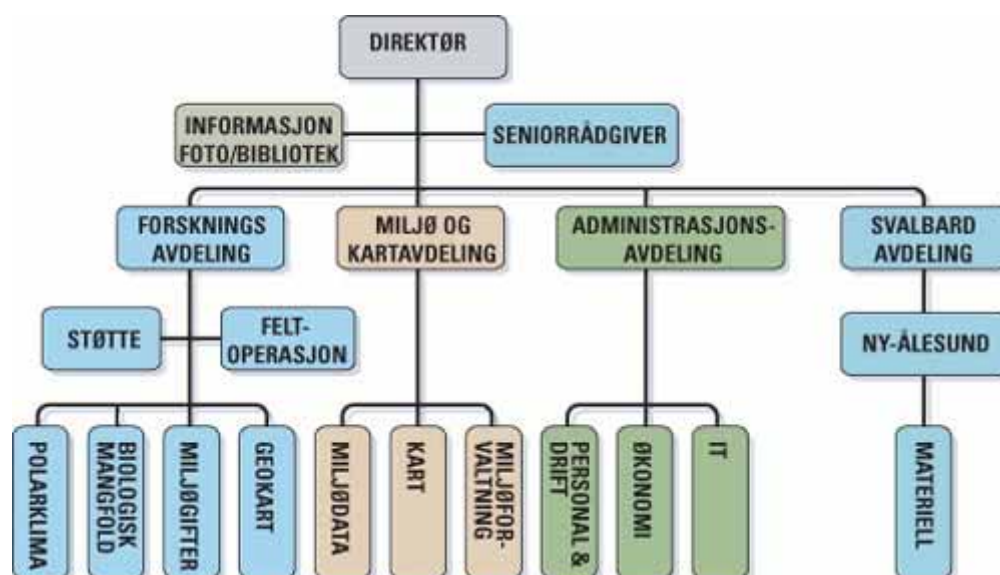 DIREKTØR
INFORMASJON
FOTO/BIBLIOTEK
SENIORRÅDGIVER
FORSKNINGS
AVDELING
MILJØ OG
KARTAVDELING
ADMINISTRASJONS-
AVDELING
SVALBARD
AVDELING
STØTTE
FELT-
OPERASJON
NY-ÅLESUND
POLARKLIMA
BIOLOGISK
MANGFOLD
MILJØGIFTER
GEOKART
MILJØDATA
KART
MILJØFOR-
VALTNING
PERSONAL &
DRIFT
ØKONOMI
IT
MATERIELL